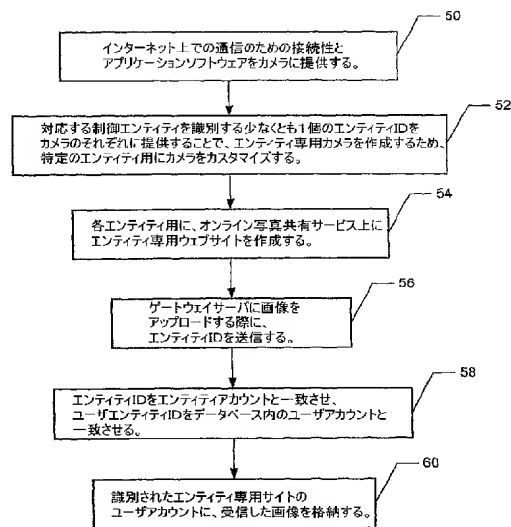 50
インターネット上での通信のための接続性と
アプリケーションソフトウェアをカメラに提供する。
52
対応する制御エンティティを識別する少なくとも1個のエンティティIDを
カメラのそれぞれに提供することで、エンティティ専用カメラを作成するため、
特定のエンティティ用にカメラをカスタマイズする。
54
各エンティティ用に、オンライン写真共有サービス上に
エンティティ専用ウェブサイトを作成する。
56
ゲートウェイサーバに画像を
アップロードする際に、
エンティティIDを送信する。
58
エンティティIDをエンティティアカウントと一致させ、
ユーザエンティティIDをデータベース内のユーザアカウントと
一致させる。
60
識別されたエンティティ専用サイトの
ユーザアカウントに、受信した画像を格納する。